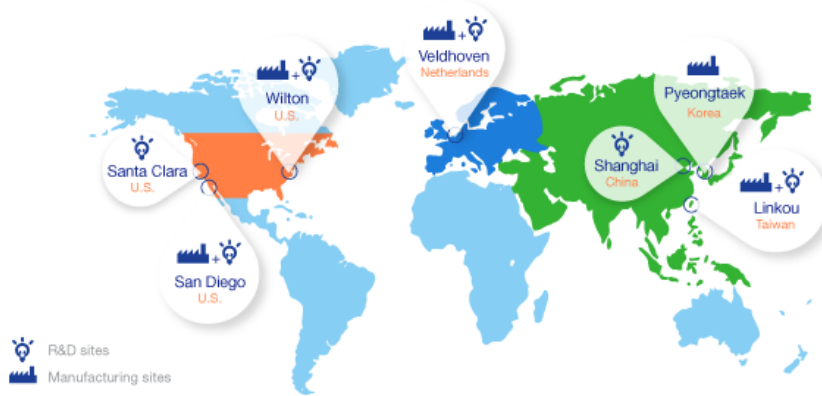 Veldhoven
Netherlands
Wilton
U.S.
Pyeongtaek
Korea
Santa Clara
U.S.
Shanghai
China
Linkou
Taiwan
San Diego
U.S.
R&D sites
Manufacturing sites